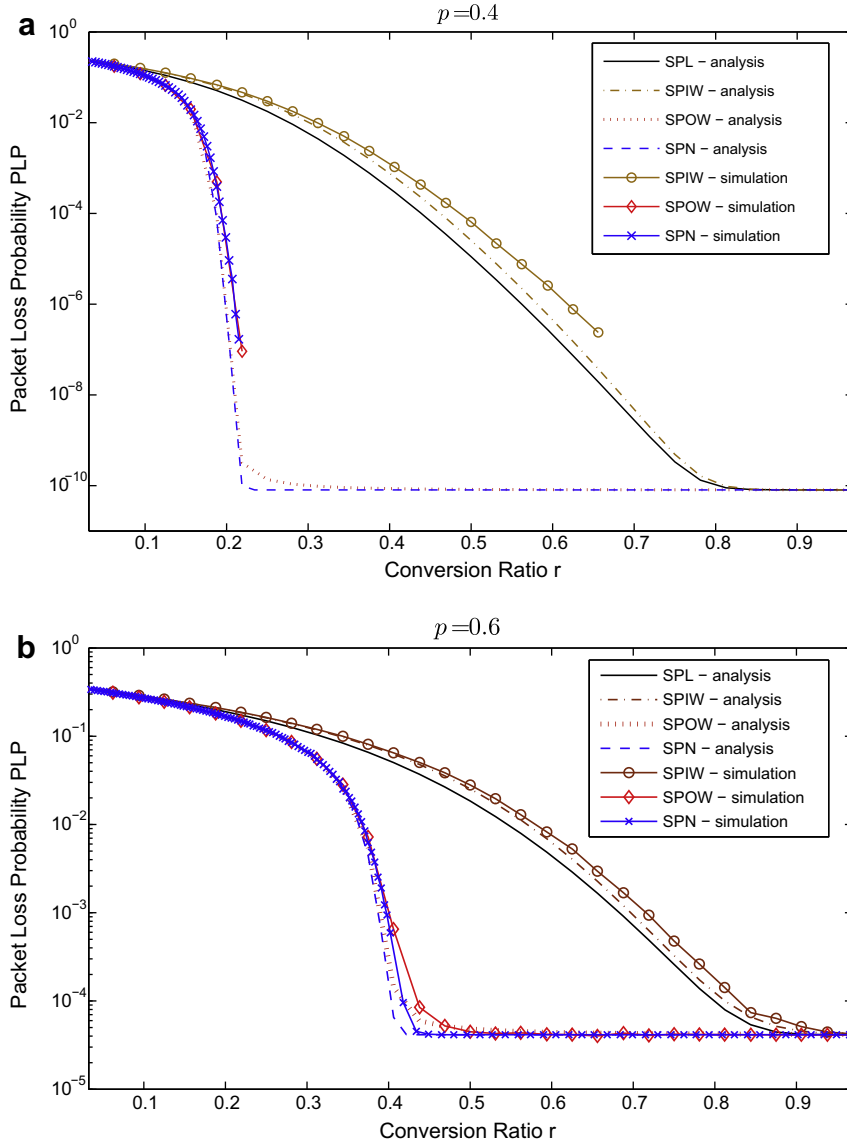 a
p=0.4
10^0
10^-2
10^-4
10^-6
10^-8
10^-10
Packet Loss Probability PLP
SPL – analysis
SPIW – analysis
SPOW – analysis
SPN – analysis
SPIW – simulation
SPOW – simulation
SPN – simulation
0.1 0.2 0.3 0.4 0.5 0.6 0.7 0.8 0.9
Conversion Ratio r
b
p=0.6
10^0
10^-1
10^-2
10^-3
10^-4
10^-5
Packet Loss Probability PLP
SPL – analysis
SPIW – analysis
SPOW – analysis
SPN – analysis
SPIW – simulation
SPOW – simulation
SPN – simulation
0.1 0.2 0.3 0.4 0.5 0.6 0.7 0.8 0.9
Conversion Ratio r